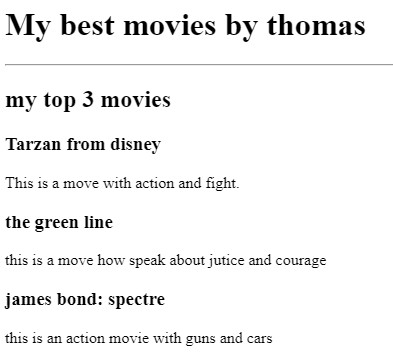 My best movies by thomas
my top 3 movies
Tarzan from disney
This is a move with action and fight.
the green line
this is a move how speak about jutice and courage
james bond: spectre
this is an action movie with guns and cars